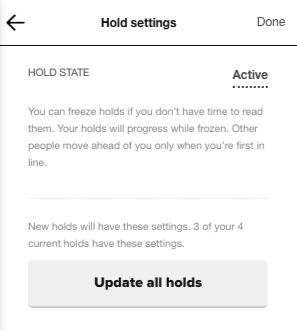 Hold settings
Done
HOLD STATE
Active
You can freeze holds if you don't have time to read
them. Your holds will progress while frozen. Other
people move ahead of you only when you're first in
line.
New holds will have these settings. 3 of your 4
current holds have these settings.
Update all holds